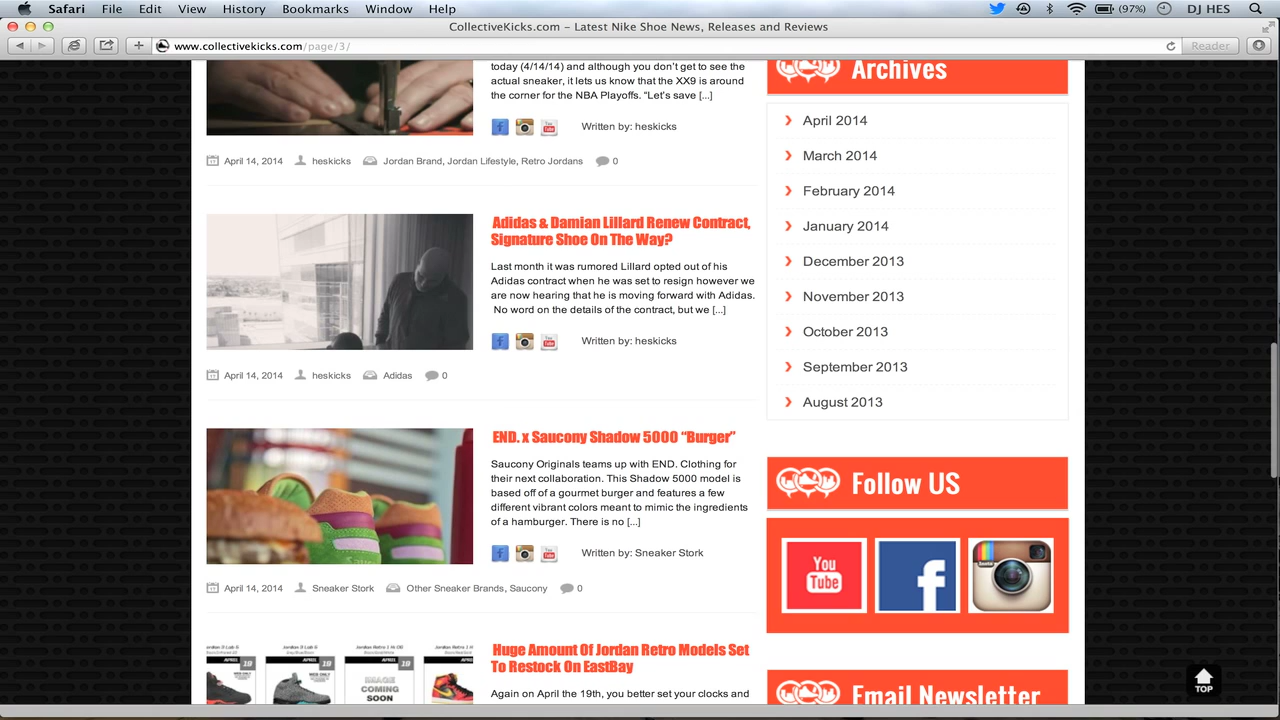 Safari File Edit View History Bookmarks Window Help (97%) DJ HES
CollectiveKicks.com – Latest Nike Shoe News, Releases and Reviews
www.collectivekicks.com/page/3/ Reader
today (4/14/14) and although you don’t get to see the
actual sneaker, it lets us know that the XX9 is around
the corner for the NBA Playoffs. “Let’s save [...]
Written by: heskicks
April 14, 2014 heskicks Jordan Brand, Jordan Lifestyle, Retro Jordans 0
Adidas & Damian Lillard Renew Contract,
Signature Shoe On The Way?
Last month it was rumored Lillard opted out of his
Adidas contract when he was set to resign however we
are now hearing that he is moving forward with Adidas.
No word on the details of the contract, but we [...]
Written by: heskicks
April 14, 2014 heskicks Adidas 0
END. x Saucony Shadow 5000 “Burger”
Saucony Originals teams up with END. Clothing for
their next collaboration. This Shadow 5000 model is
based off of a gourmet burger and features a few
different vibrant colors meant to mimic the ingredients
of a hamburger. There is no [...]
Written by: Sneaker Stork
April 14, 2014 Sneaker Stork Other Sneaker Brands, Saucony 0
Huge Amount Of Jordan Retro Models Set
To Restock On EastBay
Again on April the 19th, you better set your clocks and
APRIL 19 APRIL 19 APRIL 19 APRIL
WEB ONLY
IMAGE
COMING
SOON
Archives
April 2014
March 2014
February 2014
January 2014
December 2013
November 2013
October 2013
September 2013
August 2013
Follow US
You
Tube
f
Email Newsletter
TOP